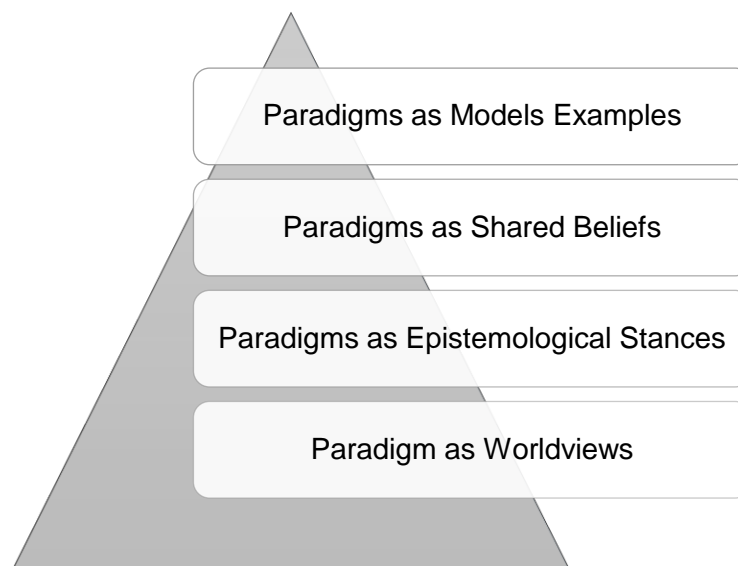 Paradigms as Models Examples
Paradigms as Shared Beliefs
Paradigms as Epistemological Stances
Paradigm as Worldviews